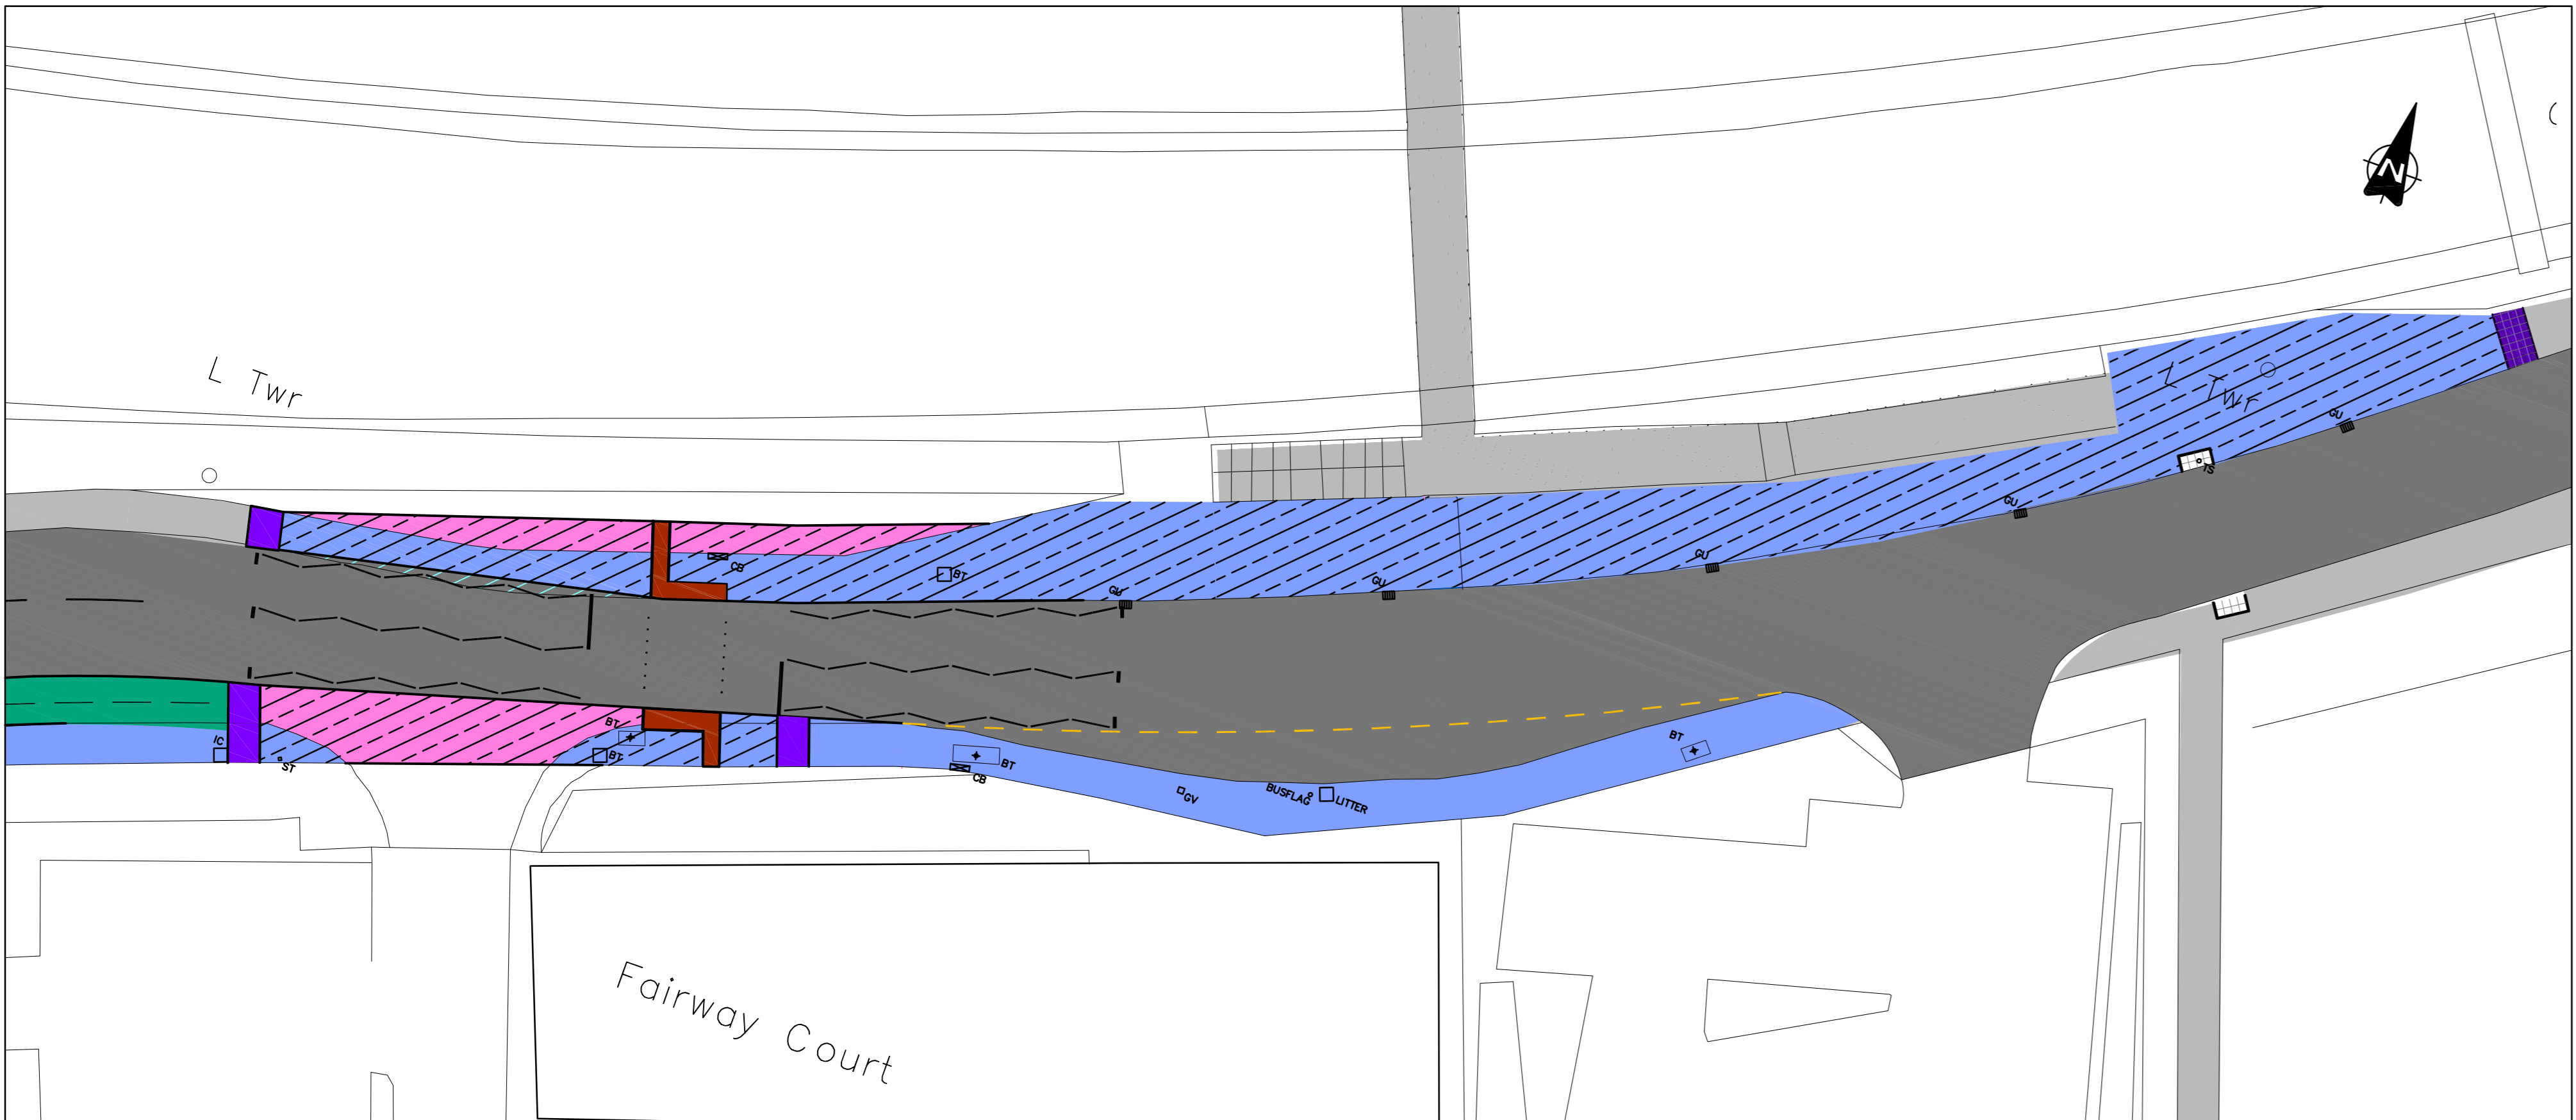 N
L Twr
L Twr
GU
TS
GU
GU
GU
GU
CB
BT
BT
BT
IC
ST
BT
CB
GV
BUSFLAG
LITTER
BT
Fairway Court